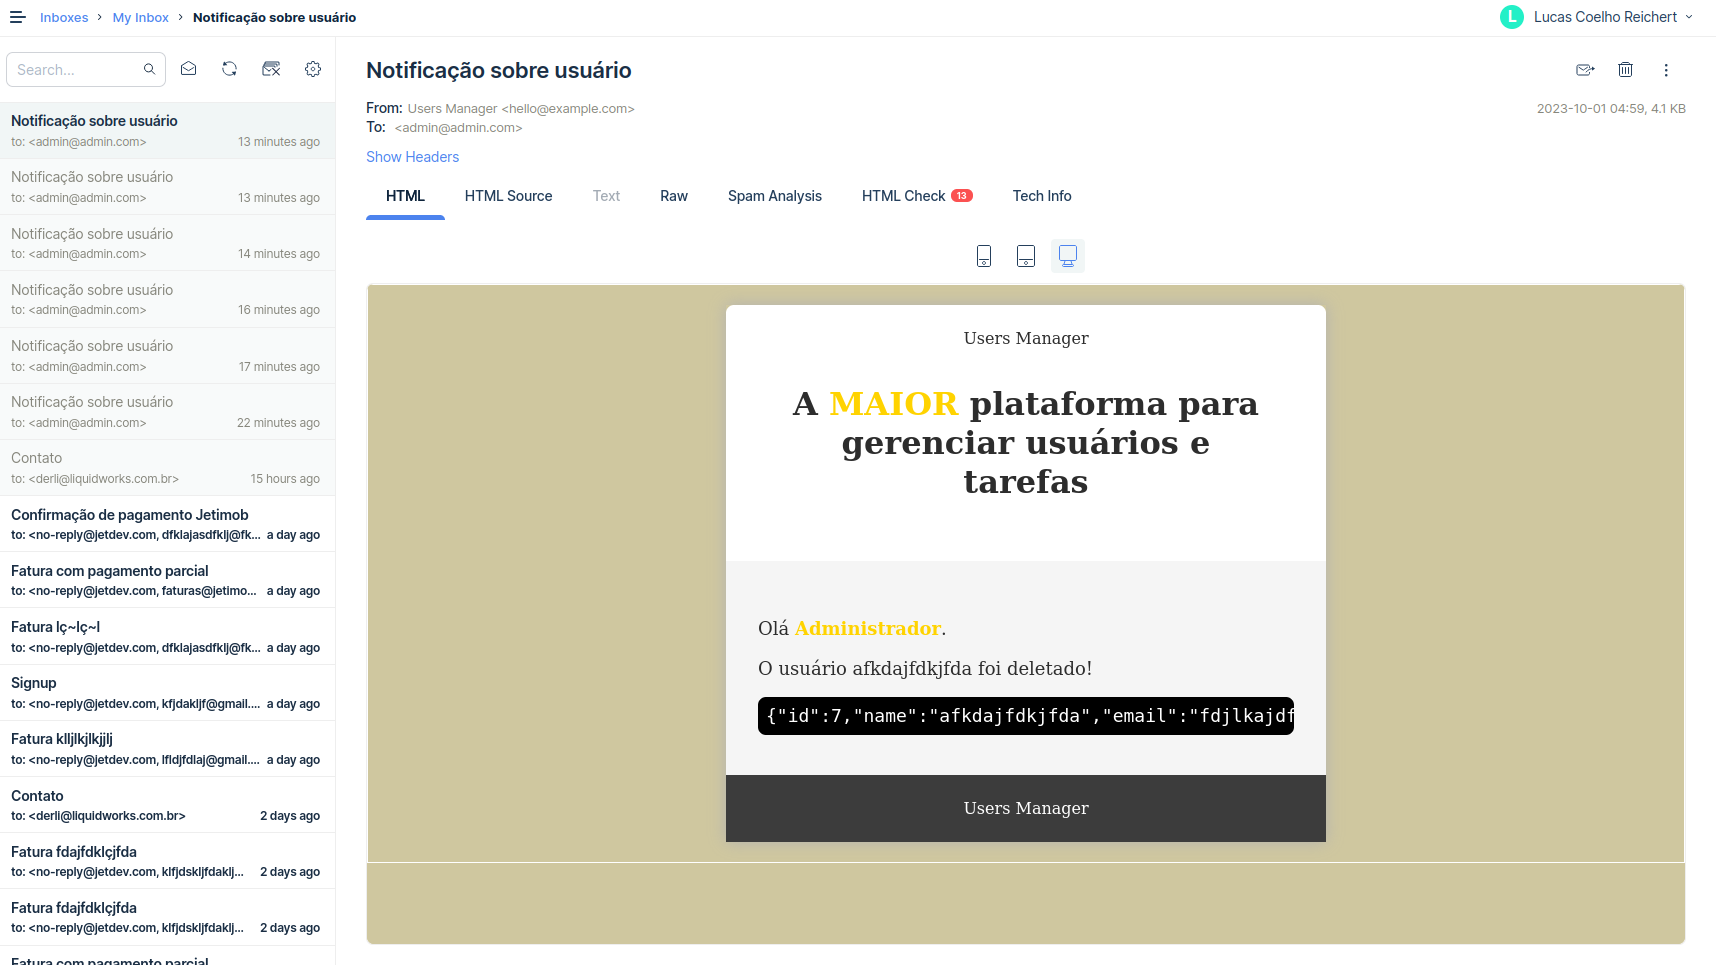 Inboxes > My Inbox > Notificação sobre usuário
L Lucas Coelho Reichert
Search...
Notificação sobre usuário
to: <admin@admin.com> 13 minutes ago
Notificação sobre usuário
to: <admin@admin.com> 13 minutes ago
Notificação sobre usuário
to: <admin@admin.com> 14 minutes ago
Notificação sobre usuário
to: <admin@admin.com> 16 minutes ago
Notificação sobre usuário
to: <admin@admin.com> 17 minutes ago
Notificação sobre usuário
to: <admin@admin.com> 22 minutes ago
Contato
to: <derli@liquidworks.com.br> 15 hours ago
Confirmação de pagamento Jetimob
to: <no-reply@jetdev.com, dfklajasdfklj@fk... a day ago
Fatura com pagamento parcial
to: <no-reply@jetdev.com, faturas@jetimo... a day ago
Fatura lç~lç~l
to: <no-reply@jetdev.com, dfklajasdfklj@fk... a day ago
Signup
to: <no-reply@jetdev.com, kfjdakljf@gmail.... a day ago
Fatura klljlkjlkjjlj
to: <no-reply@jetdev.com, lfldjfdlaj@gmail.... a day ago
Contato
to: <derli@liquidworks.com.br> 2 days ago
Fatura fdajfdklçjfda
to: <no-reply@jetdev.com, klfjdskljfdaklj... 2 days ago
Fatura fdajfdklçjfda
to: <no-reply@jetdev.com, klfjdskljfdaklj... 2 days ago
Fatura com pagamento parcial
Notificação sobre usuário
From: Users Manager <hello@example.com>
2023-10-01 04:59, 4.1 KB
To: <admin@admin.com>
Show Headers
HTML HTML Source Text Raw Spam Analysis HTML Check 13 Tech Info
Users Manager
A MAIOR plataforma para
gerenciar usuários e
tarefas
Olá Administrador.
O usuário afkdajfdkjfda foi deletado!
{"id":7,"name":"afkdajfdkjfda","email":"fdjlkajdf
Users Manager